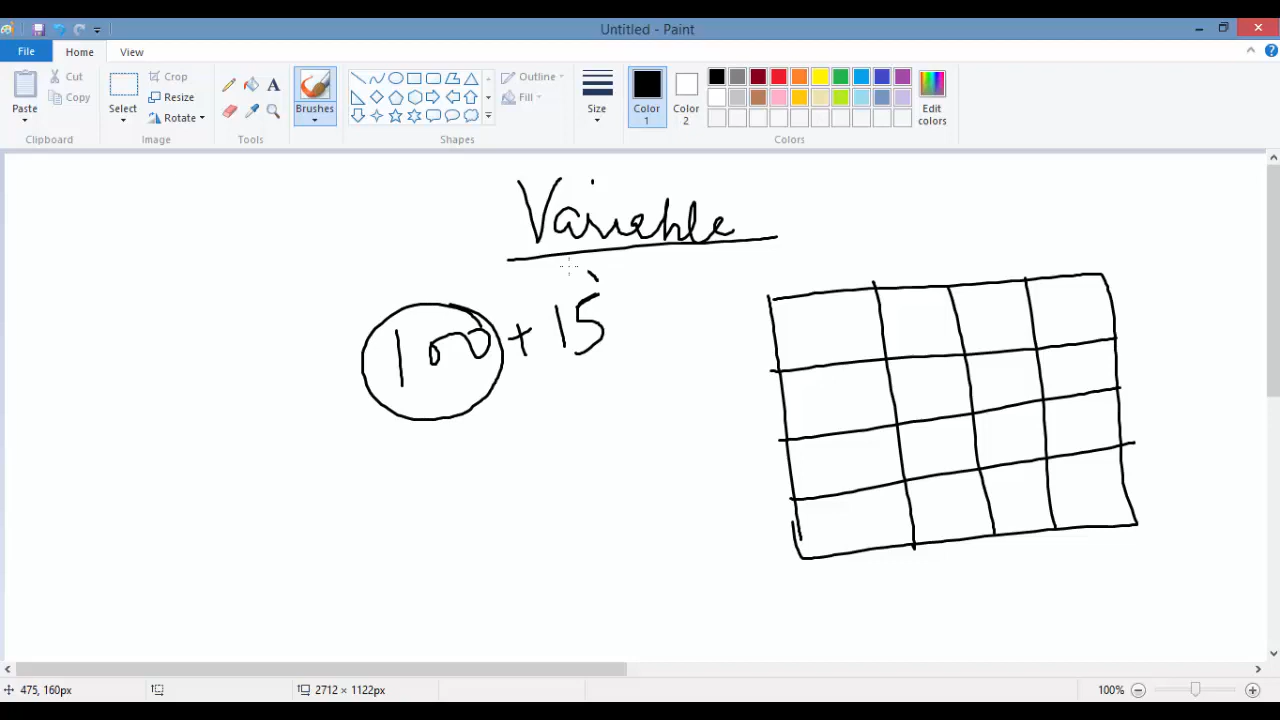 Untitled - Paint
File Home View
Paste
Cut
Copy
Clipboard
Select
Crop
Resize
Rotate
Image
A
Tools
Brushes
Shapes
Outline
Fill
Size
Color 1
Color 2
Edit colors
Colors
Variable
100 + 15
475, 160px
2712 × 1122px
100%